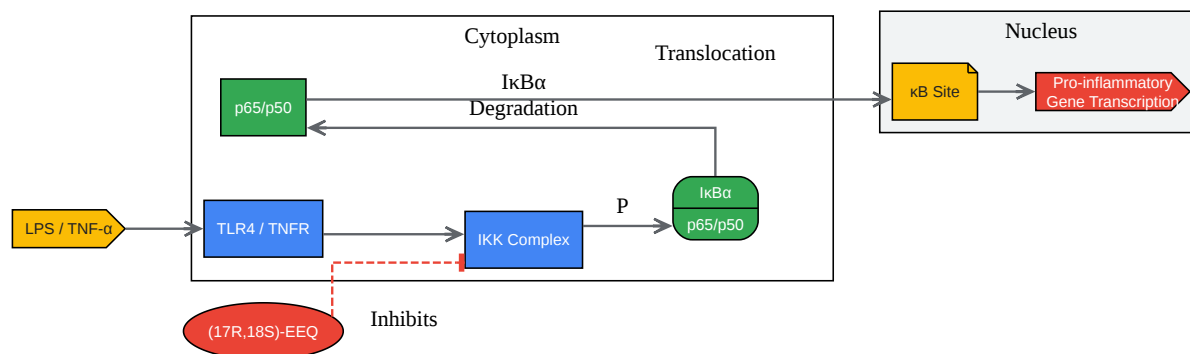 Cytoplasm
Nucleus
Translocation
IκBα
Degradation
p65/p50
κB Site
Pro-inflammatory
Gene Transcription
IκBα
p65/p50
P
LPS / TNF-α
TLR4 / TNFR
IKK Complex
(17R,18S)-EEQ
Inhibits